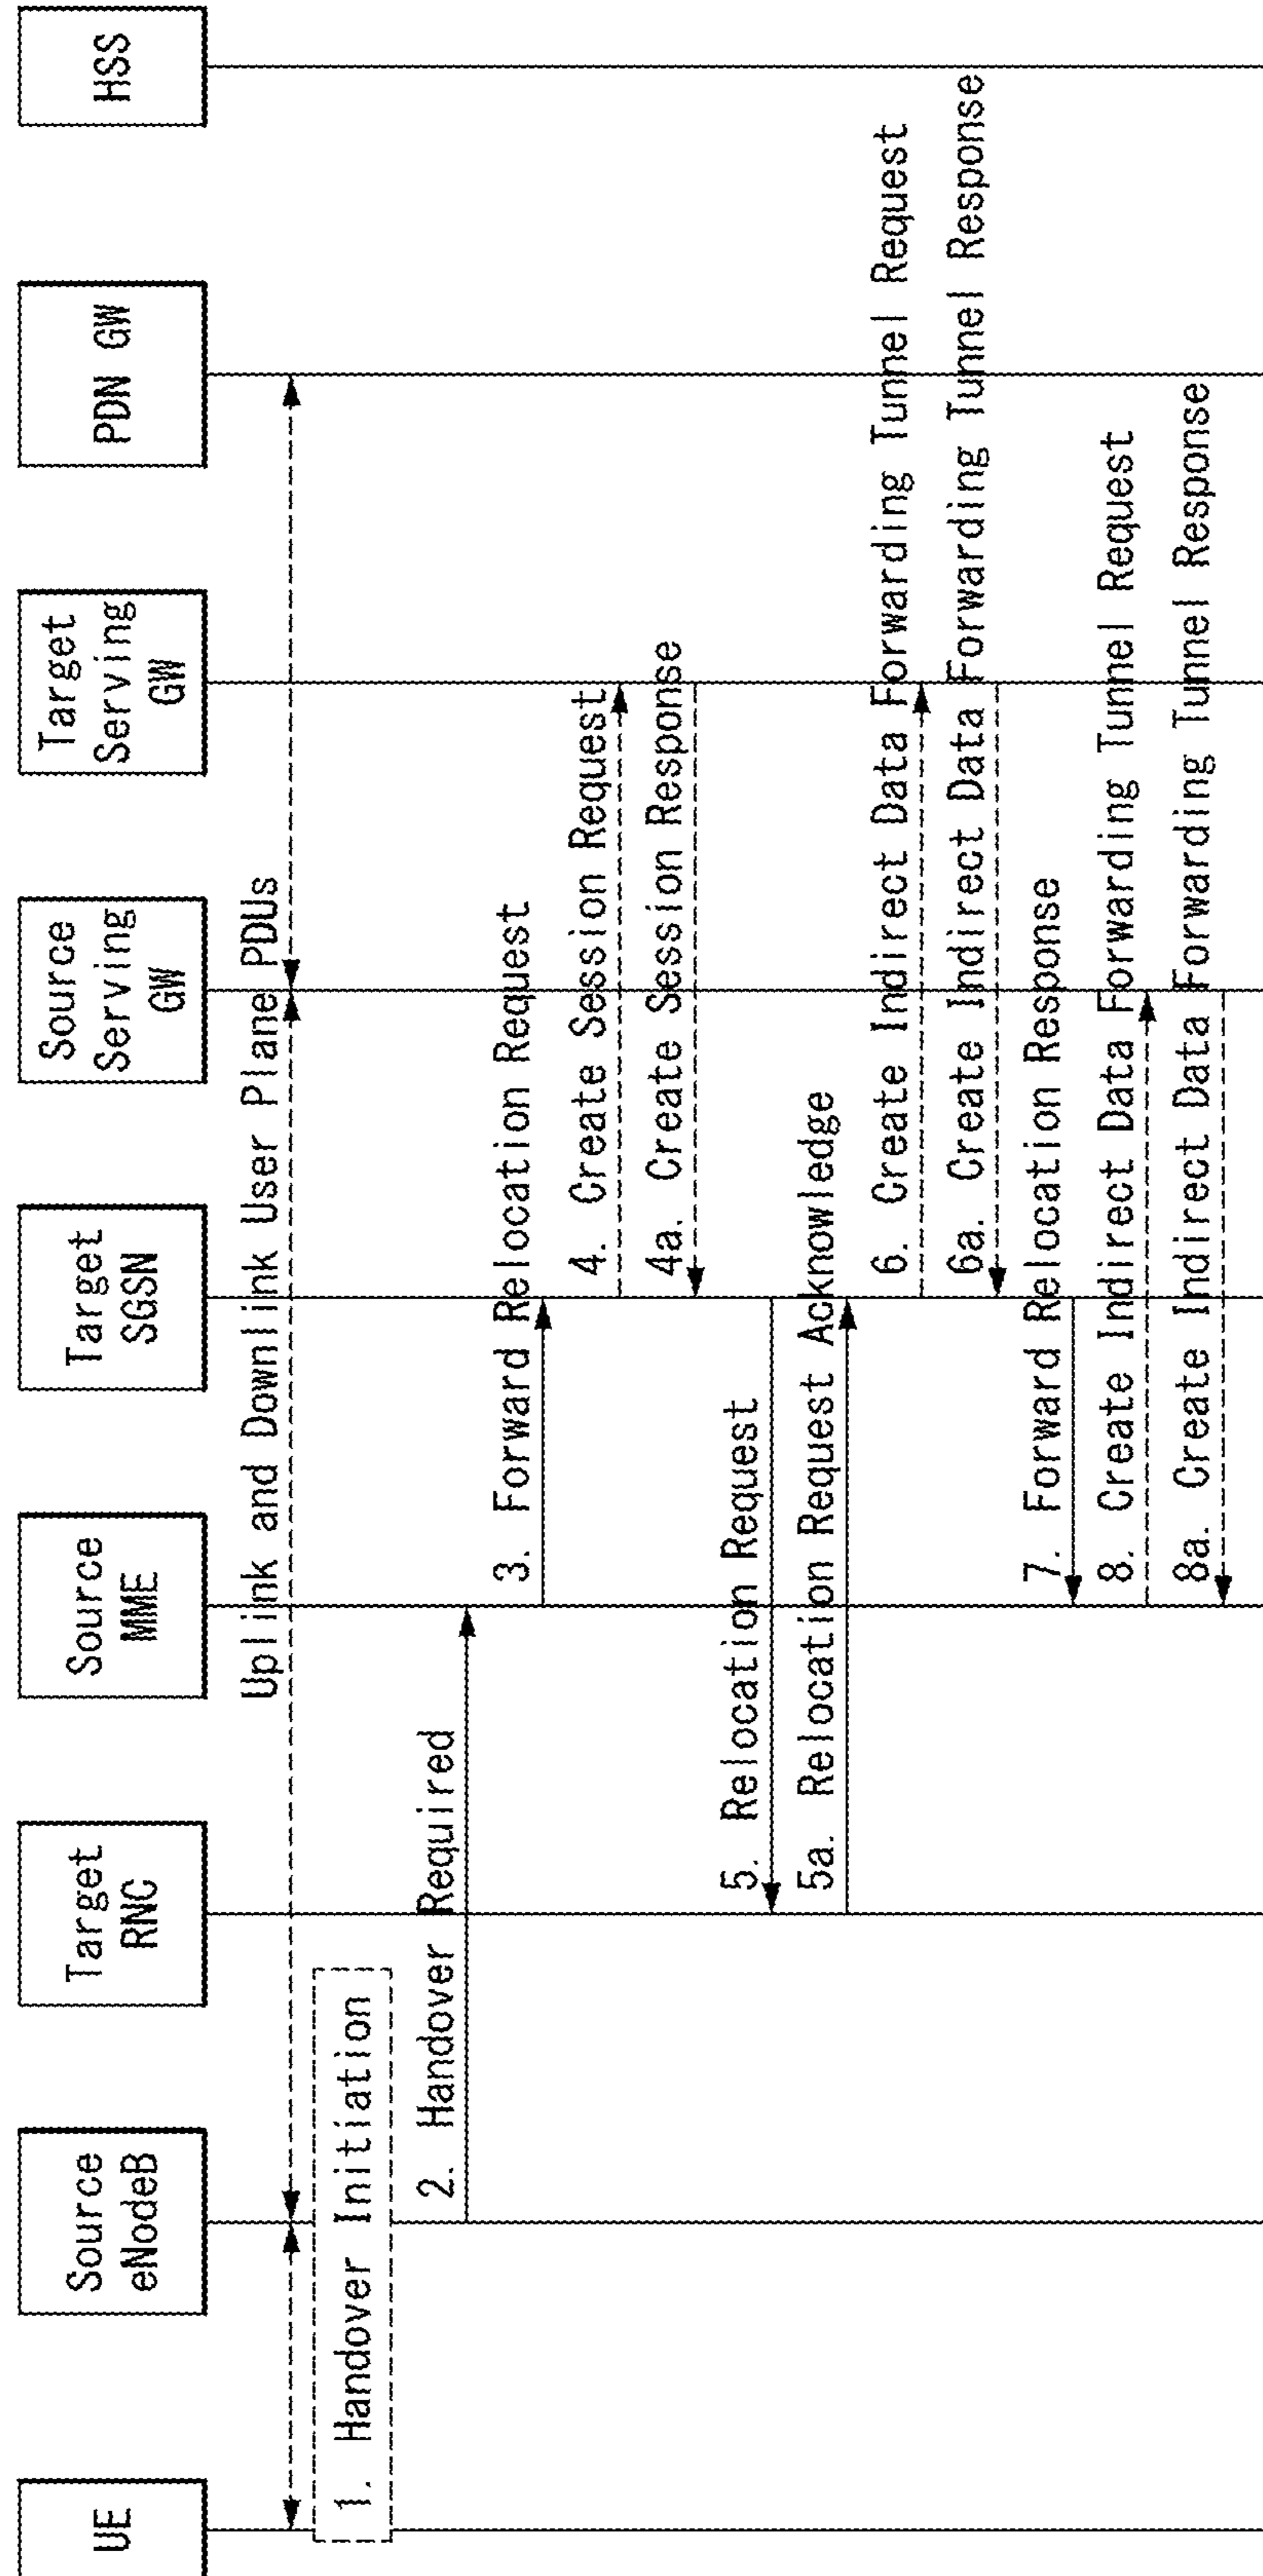 UE
Source
eNodeB
Target
RNC
Source
MME
Target
SGSN
Source
Serving
GW
Target
Serving
GW
PDN GW
HSS
Uplink and Downlink User Plane PDUs
1. Handover Initiation
2. Handover Required
3. Forward Relocation Request
4. Create Session Request
4a. Create Session Response
5. Relocation Request
5a. Relocation Request Acknowledge
6. Create Indirect Data Forwarding Tunnel Request
6a. Create Indirect Data Forwarding Tunnel Response
7. Forward Relocation Response
8. Create Indirect Data Forwarding Tunnel Request
8a. Create Indirect Data Forwarding Tunnel Response